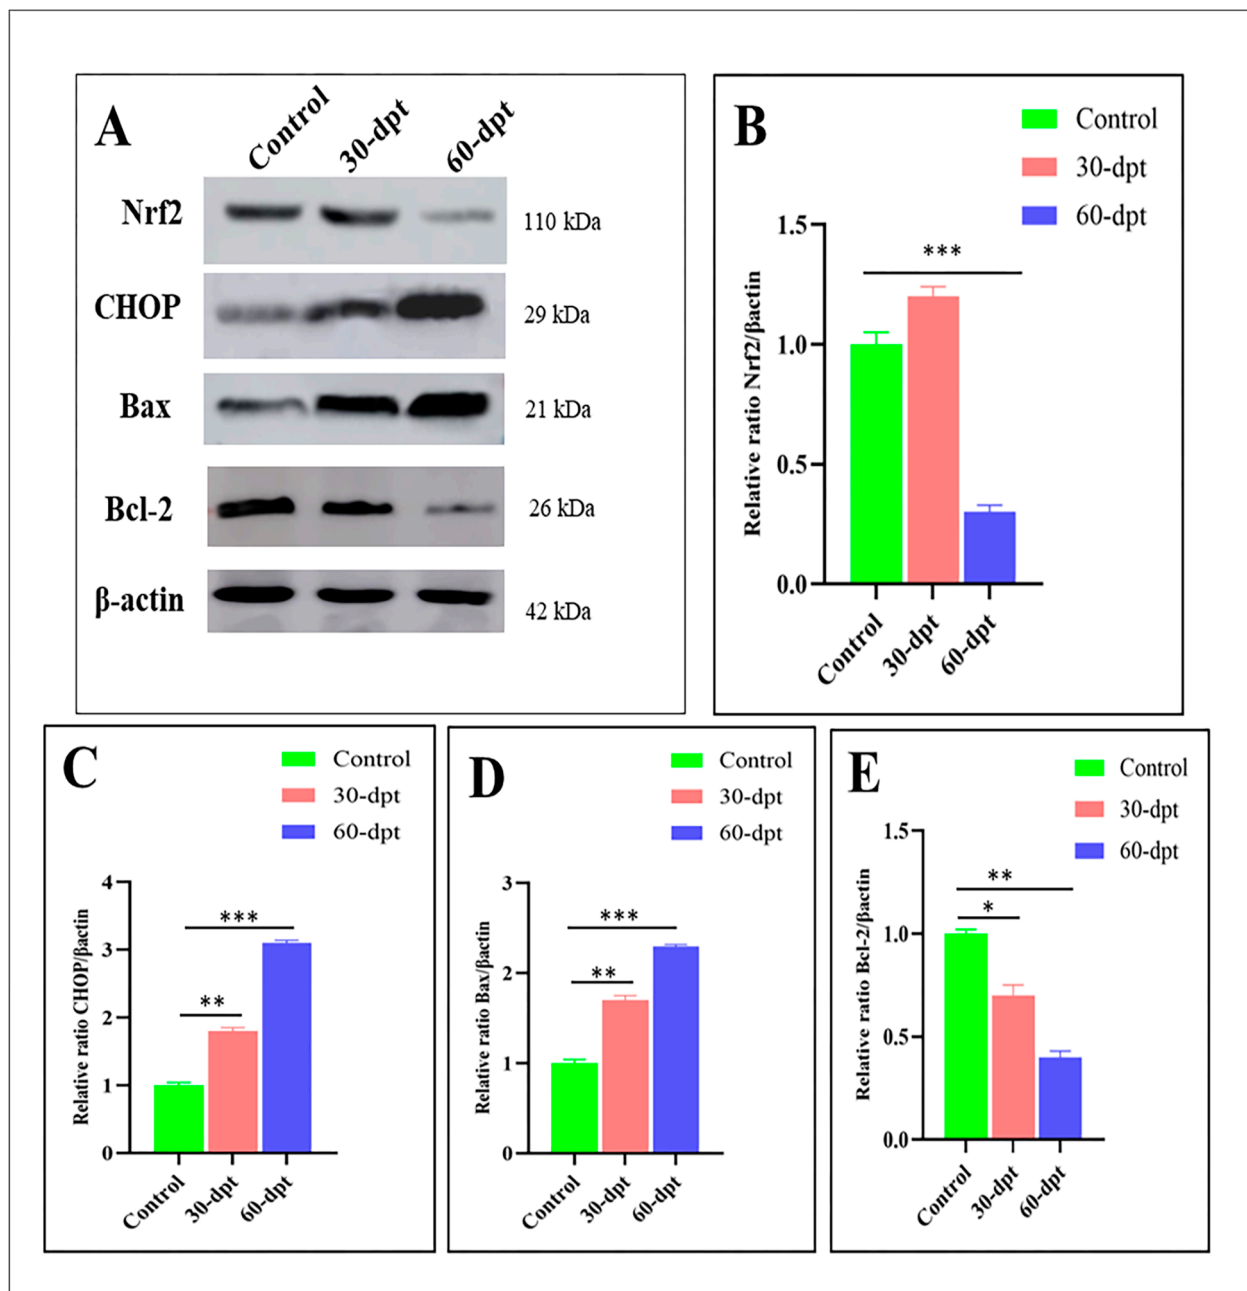 A
Control 30-dpt 60-dpt
Nrf2 110 kDa
CHOP 29 kDa
Bax 21 kDa
Bcl-2 26 kDa
β-actin 42 kDa
B
Control
30-dpt
60-dpt
Relative ratio Nrf2/βactin
1.5
1.0
0.5
0.0
***
Control 30-dpt 60-dpt
C
Control
30-dpt
60-dpt
Relative ratio CHOP/βactin
4
3
2
1
0
***
**
Control 30-dpt 60-dpt
D
Control
30-dpt
60-dpt
Relative ratio Bax/βactin
3
2
1
0
***
**
Control 30-dpt 60-dpt
E
Control
30-dpt
60-dpt
Relative ratio Bcl-2/βactin
1.5
1.0
0.5
0.0
**
*
Control 30-dpt 60-dpt